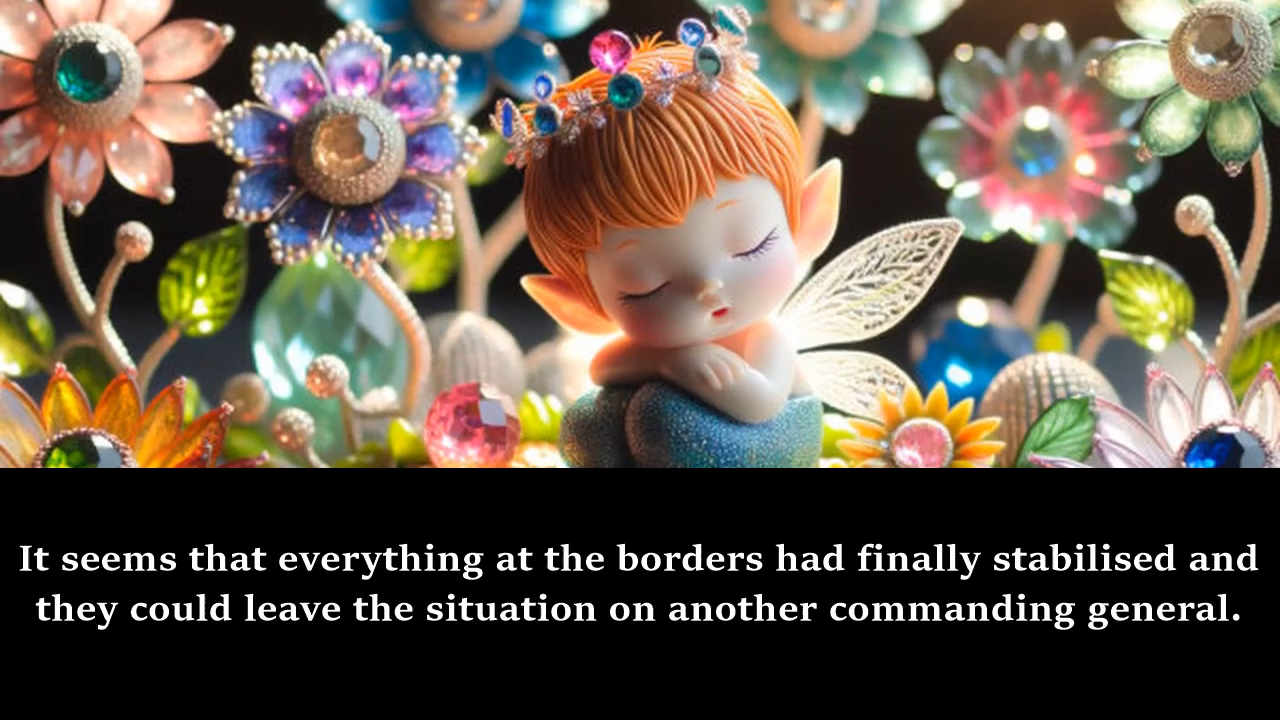 It seems that everything at the borders had finally stabilised and
they could leave the situation on another commanding general.